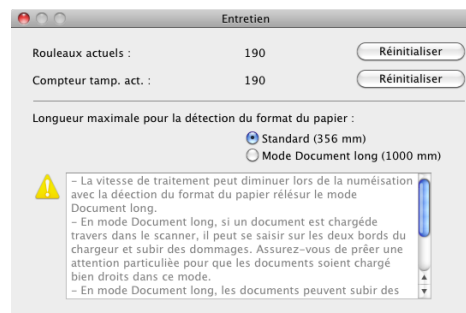 Entretien
Rouleaux actuels : 190 Réinitialiser
Compteur tamp. act. : 190 Réinitialiser
Longueur maximale pour la détection du format du papier :
Standard (356 mm)
Mode Document long (1000 mm)
– La vitesse de traitement peut diminuer lors de la numéisation
avec la déection du format du papier rélésur le mode
Document long.
– En mode Document long, si un document est chargéde
travers dans le scanner, il peut se saisir sur les deux bords du
chargeur et subir des dommages. Assurez-vous de prêer une
attention particulièe pour que les documents soient chargé
bien droits dans ce mode.
– En mode Document long, les documents peuvent subir des